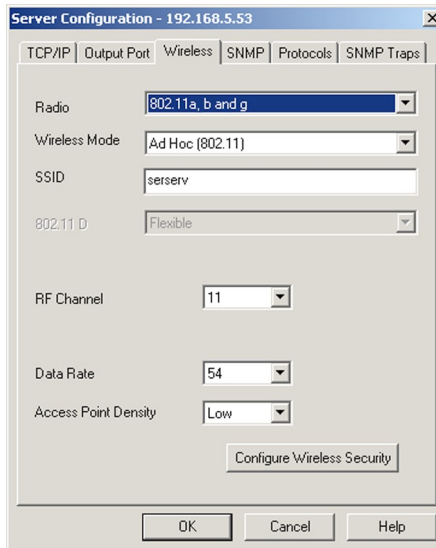 Server Configuration - 192.168.5.53
TCP/IP Output Port Wireless SNMP Protocols SNMP Traps
Radio 802.11a, b and g
Wireless Mode Ad Hoc (802.11)
SSID serserv
802.11 D Flexible
RF Channel 11
Data Rate 54
Access Point Density Low
Configure Wireless Security
OK Cancel Help